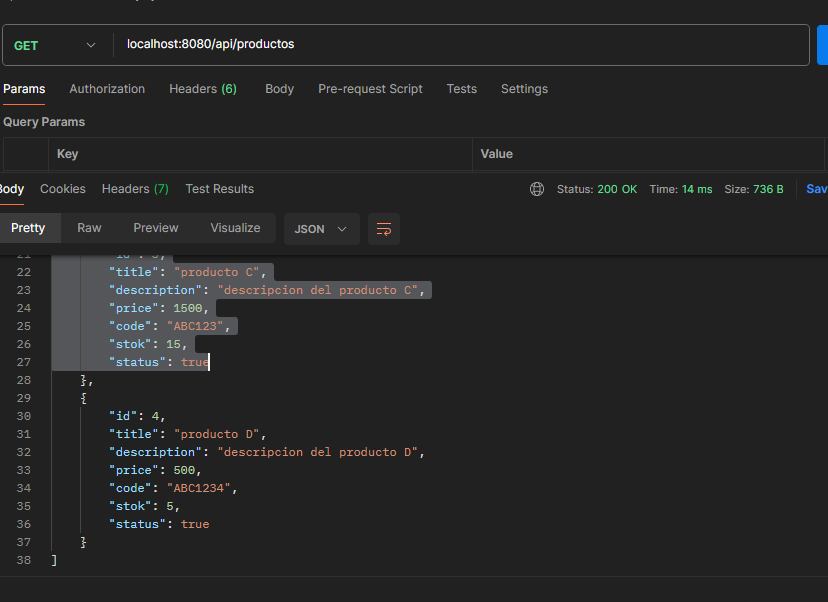 GET localhost:8080/api/productos
Params Authorization Headers (6) Body Pre-request Script Tests Settings
Query Params
Key Value
Body Cookies Headers (7) Test Results Status: 200 OK Time: 14 ms Size: 736 B Sav
Pretty Raw Preview Visualize JSON
22 "title": "producto C",
23 "description": "descripcion del producto C",
24 "price": 1500,
25 "code": "ABC123",
26 "stok": 15,
27 "status": true
28 },
29 {
30 "id": 4,
31 "title": "producto D",
32 "description": "descripcion del producto D",
33 "price": 500,
34 "code": "ABC1234",
35 "stok": 5,
36 "status": true
37 }
38 ]